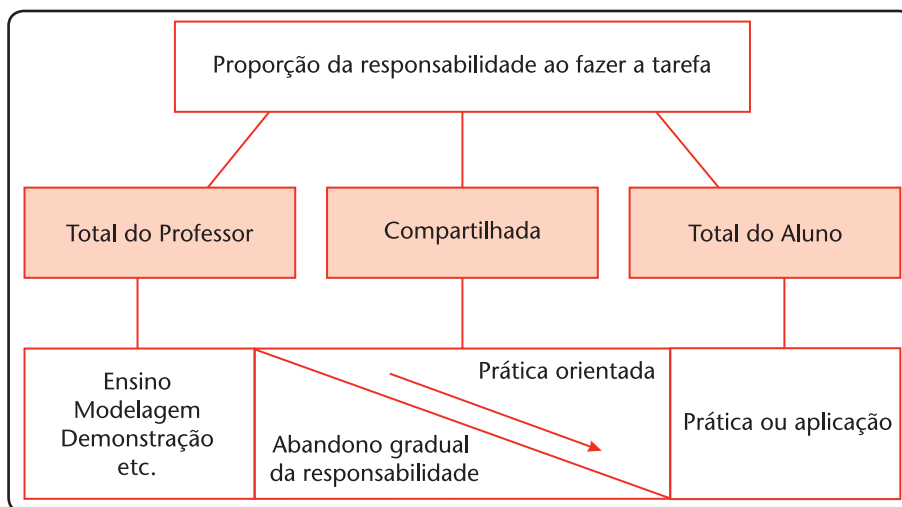 Proporção da responsabilidade ao fazer a tarefa
Total do Professor
Compartilhada
Total do Aluno
Ensino
Modelagem
Demonstração
etc.
Prática orientada
Abandono gradual
da responsabilidade
Prática ou aplicação